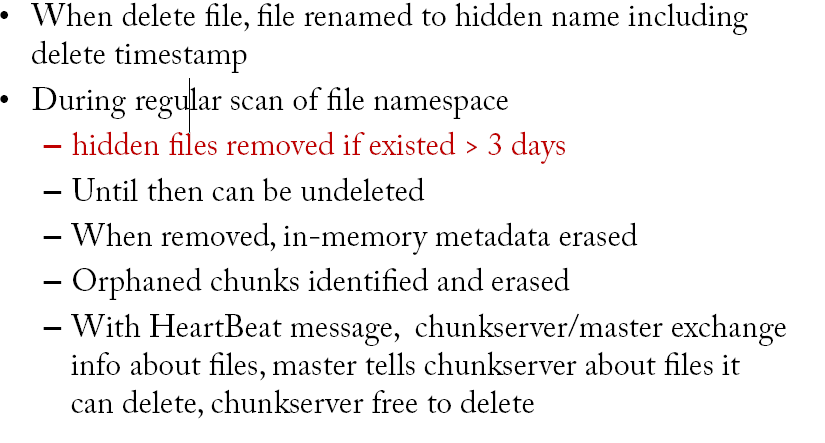 • When delete file, file renamed to hidden name including
delete timestamp
• During regular scan of file namespace
– hidden files removed if existed > 3 days
– Until then can be undeleted
– When removed, in-memory metadata erased
– Orphaned chunks identified and erased
– With HeartBeat message, chunkserver/master exchange
info about files, master tells chunkserver about files it
can delete, chunkserver free to delete